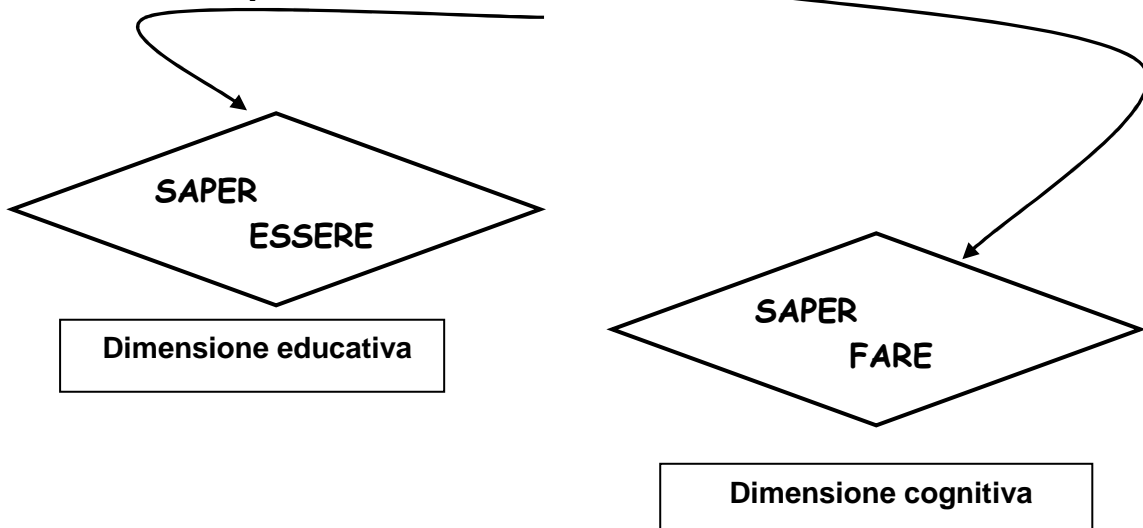 SAPER
ESSERE
Dimensione educativa
SAPER
FARE
Dimensione cognitiva